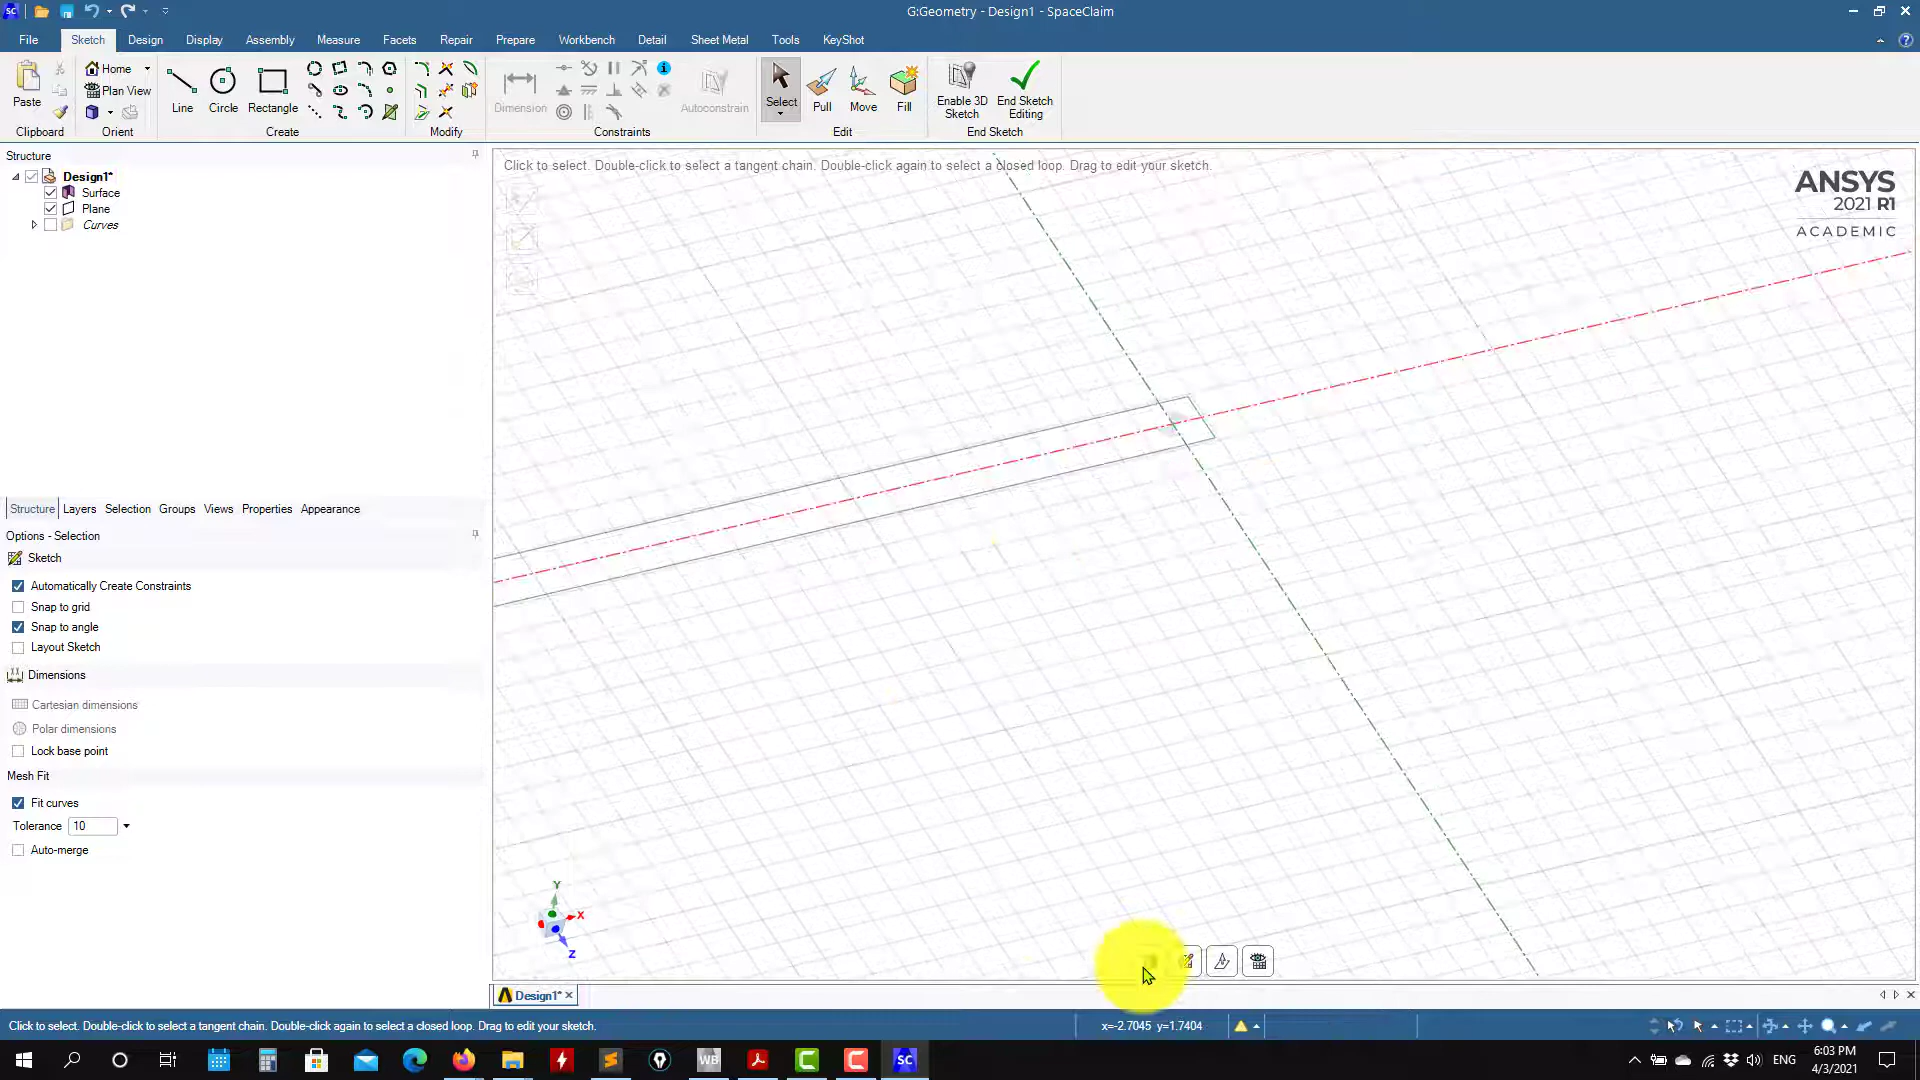 G:Geometry - Design1 - SpaceClaim
File Sketch Design Display Assembly Measure Facets Repair Prepare Workbench Detail Sheet Metal Tools KeyShot
Paste Home Plan View Line Circle Rectangle Dimension Autoconstrain Select Pull Move Fill Enable 3D Sketch End Sketch Editing
Clipboard Orient Create Modify Constraints Edit End Sketch
Structure
Design1*
Surface
Plane
Curves
Click to select. Double-click to select a tangent chain. Double-click again to select a closed loop. Drag to edit your sketch.
ANSYS
2021 R1
ACADEMIC
Structure Layers Selection Groups Views Properties Appearance
Options - Selection
Sketch
Automatically Create Constraints
Snap to grid
Snap to angle
Layout Sketch
Dimensions
Cartesian dimensions
Polar dimensions
Lock base point
Mesh Fit
Fit curves
Tolerance 10
Auto-merge
Y
X
Z
Design1*
Click to select. Double-click to select a tangent chain. Double-click again to select a closed loop. Drag to edit your sketch.
x=-2.7045 y=1.7404
WB
SC
ENG
6:03 PM
4/3/2021